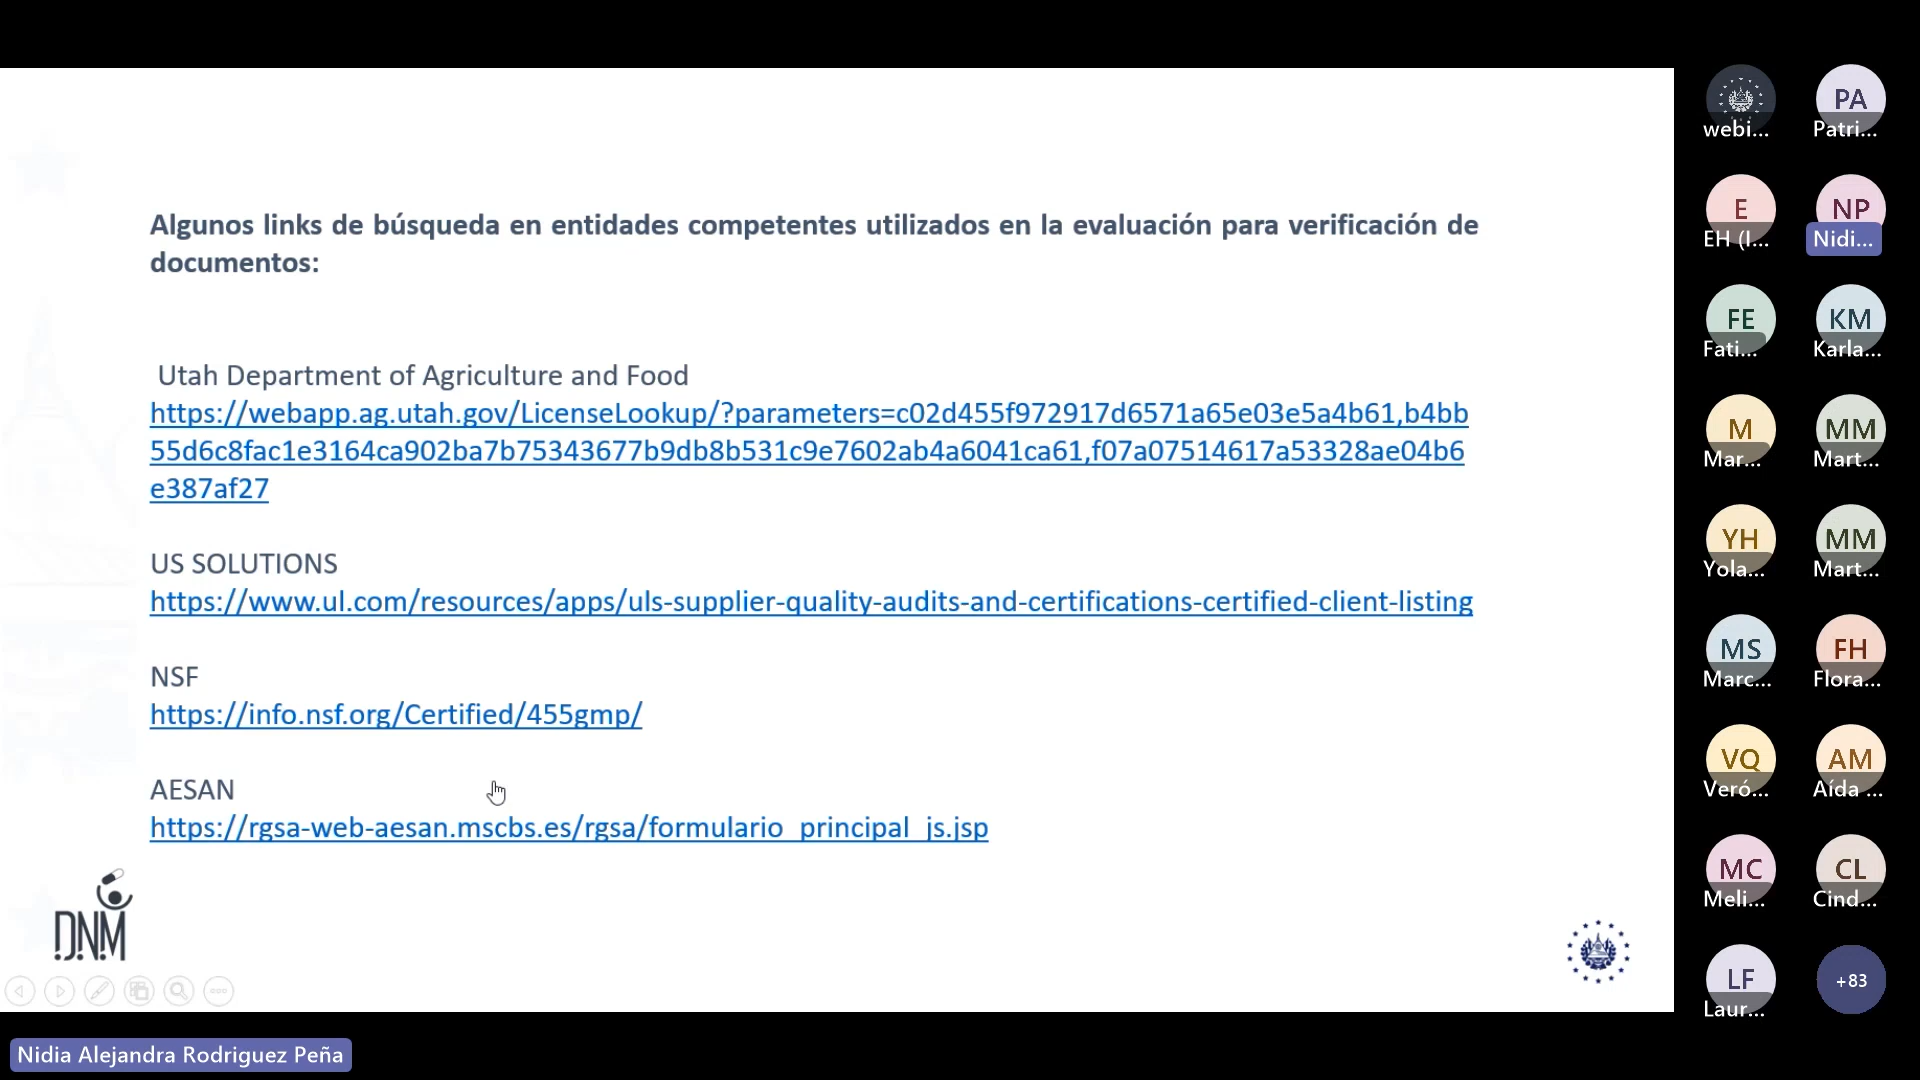 Algunos links de búsqueda en entidades competentes utilizados en la evaluación para verificación de
documentos:
Utah Department of Agriculture and Food
https://webapp.ag.utah.gov/LicenseLookup/?parameters=c02d455f972917d6571a65e03e5a4b61,b4bb
55d6c8fac1e3164ca902ba7b75343677b9db8b531c9e7602ab4a6041ca61,f07a07514617a53328ae04b6
e387af27
US SOLUTIONS
https://www.ul.com/resources/apps/uls-supplier-quality-audits-and-certifications-certified-client-listing
NSF
https://info.nsf.org/Certified/455gmp/
AESAN
https://rgsa-web-aesan.mscbs.es/rgsa/formulario_principal_js.jsp
DNM
Nidia Alejandra Rodriguez Peña
webi...
PA
Patri...
E
EH (I...
NP
Nidi...
FE
Fati...
KM
Karla...
M
Mar...
MM
Mart...
YH
Yola...
MM
Mart...
MS
Marc...
FH
Flora...
VQ
Veró...
AM
Aída ...
MC
Meli...
CL
Cind...
LF
Laur...
+83